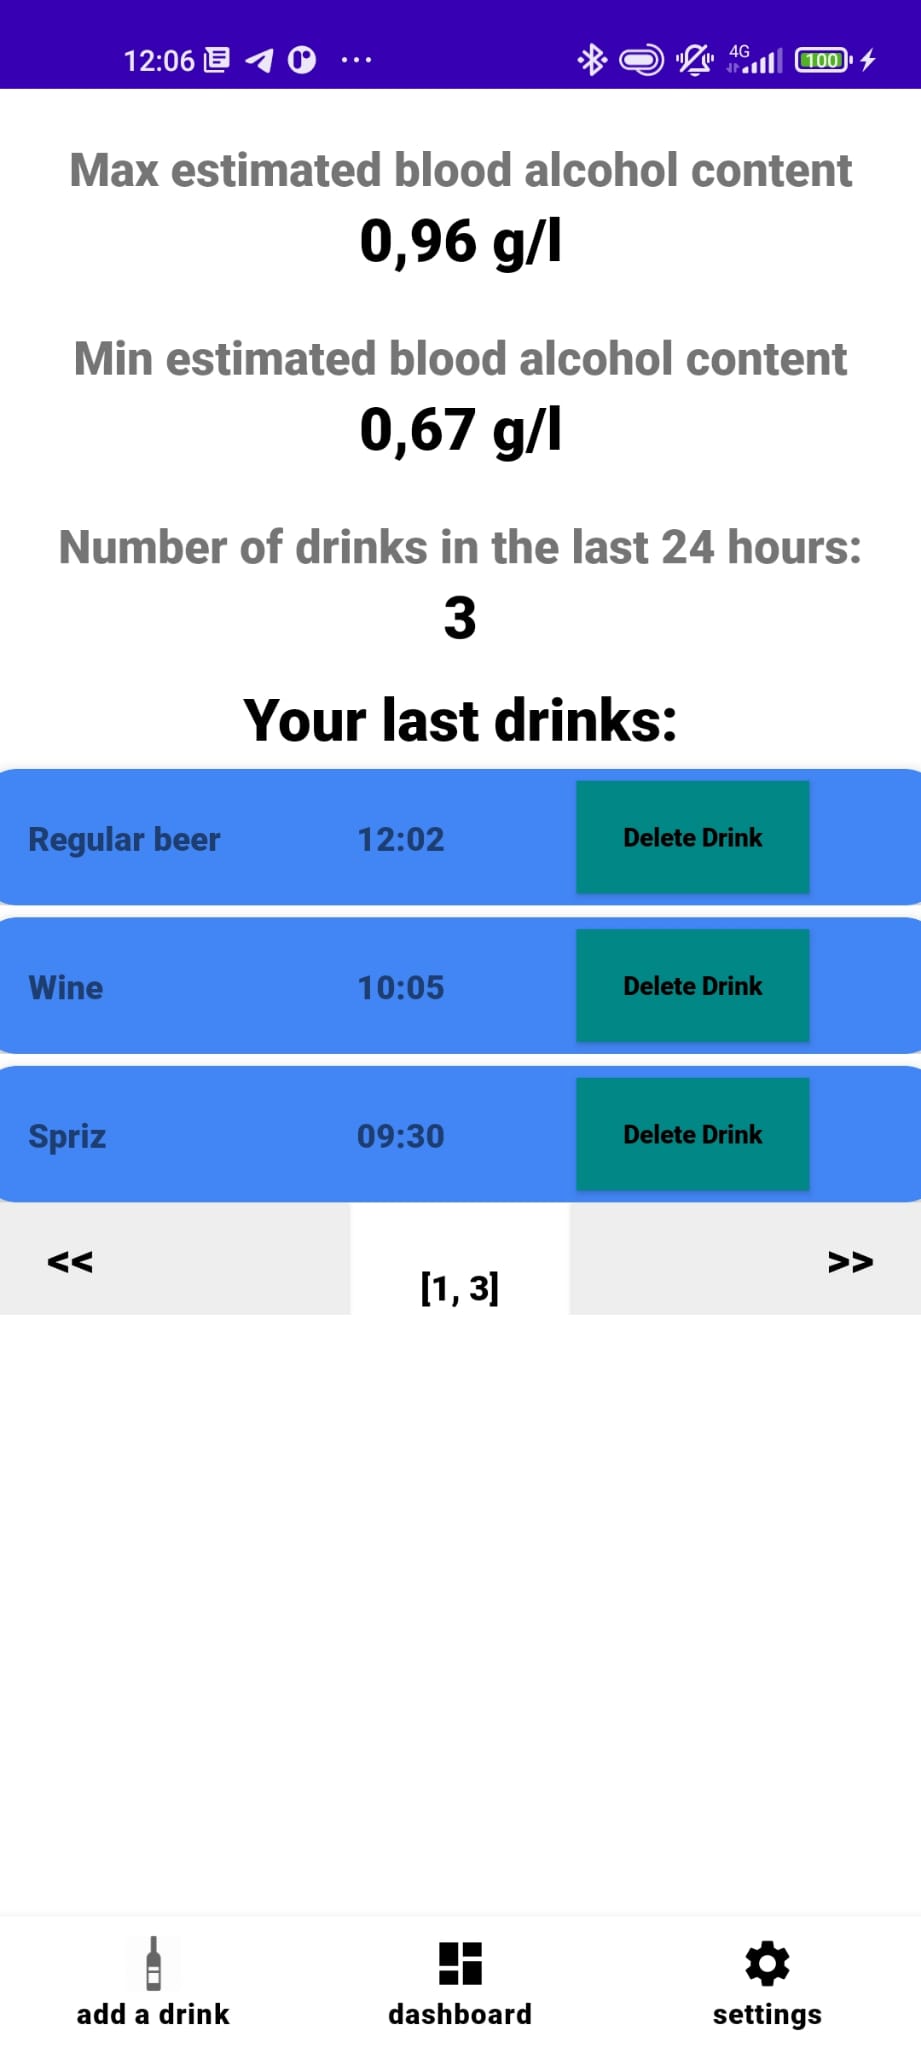 12:06
4G
100
Max estimated blood alcohol content
0,96 g/l
Min estimated blood alcohol content
0,67 g/l
Number of drinks in the last 24 hours:
3
Your last drinks:
Regular beer 12:02 Delete Drink
Wine 10:05 Delete Drink
Spriz 09:30 Delete Drink
<< [1, 3] >>
add a drink dashboard settings